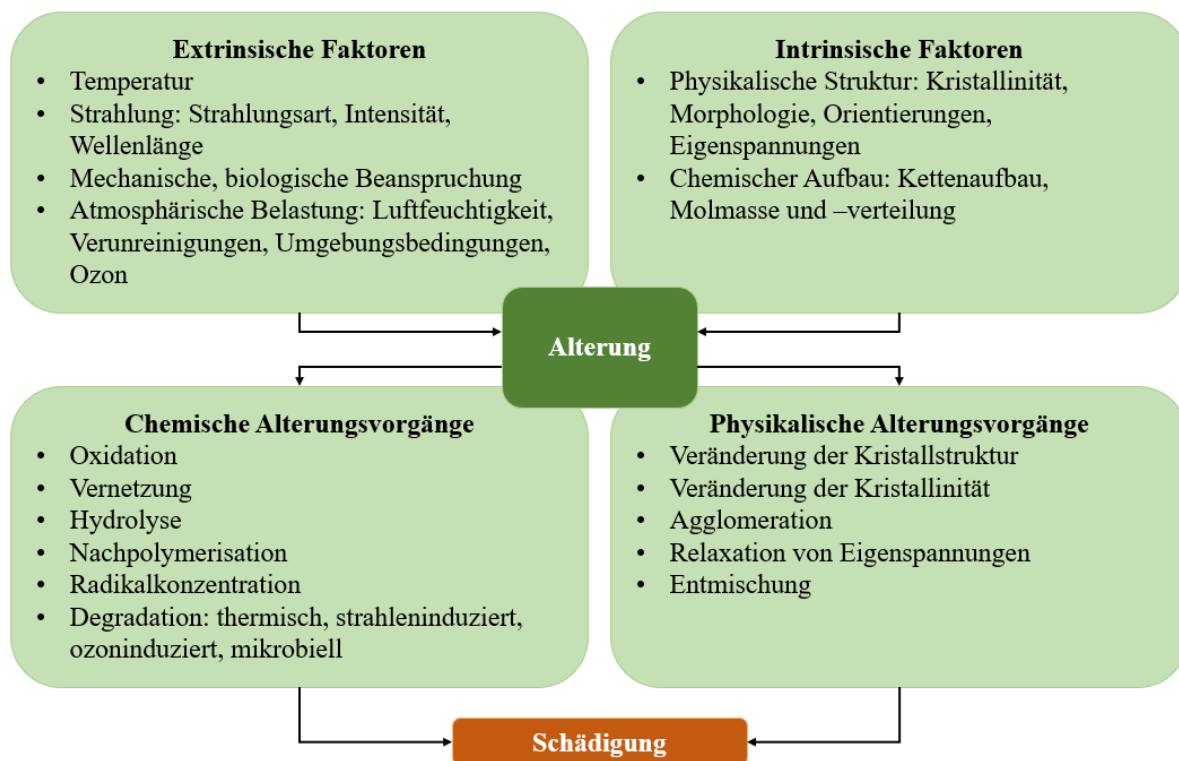 Extrinsische Faktoren
• Temperatur
• Strahlung: Strahlungsart, Intensität,
Wellenlänge
• Mechanische, biologische Beanspruchung
• Atmosphärische Belastung: Luftfeuchtigkeit,
Verunreinigungen, Umgebungsbedingungen,
Ozon
Intrinsische Faktoren
• Physikalische Struktur: Kristallinität,
Morphologie, Orientierungen,
Eigenspannungen
• Chemischer Aufbau: Kettenaufbau,
Molmasse und –verteilung
Alterung
Chemische Alterungsvorgänge
• Oxidation
• Vernetzung
• Hydrolyse
• Nachpolymerisation
• Radikalkonzentration
• Degradation: thermisch, strahleninduziert,
ozoninduziert, mikrobiell
Physikalische Alterungsvorgänge
• Veränderung der Kristallstruktur
• Veränderung der Kristallinität
• Agglomeration
• Relaxation von Eigenspannungen
• Entmischung
Schädigung